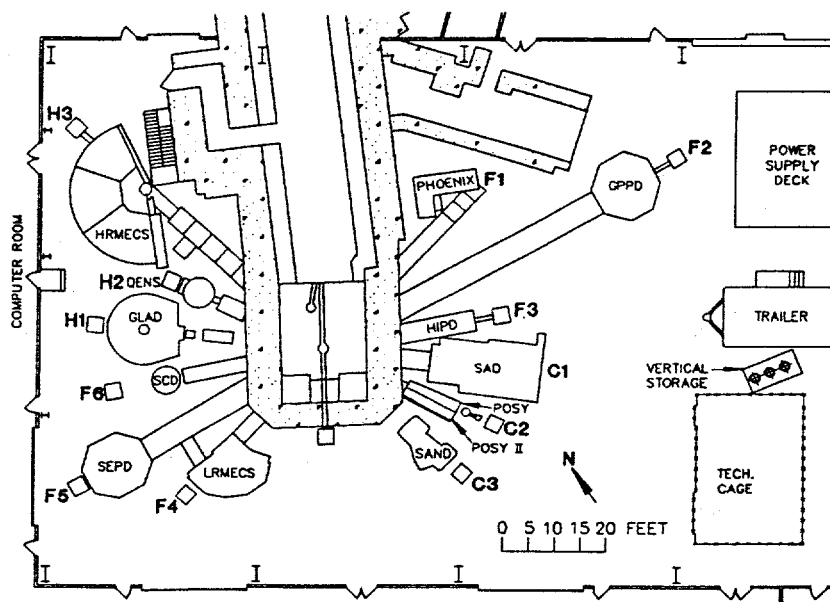 H3
F2
POWER
SUPPLY
DECK
PHOENIX
F1
GPPD
HRMECS
COMPUTER ROOM
H2
QENS
H1
GLAD
F3
HIPD
TRAILER
SAD
C1
VERTICAL
STORAGE
SCD
F6
POSY
C2
POSY II
SEPD
F5
LRMECS
F4
SAND
C3
N
TECH.
CAGE
0 5 10 15 20 FEET